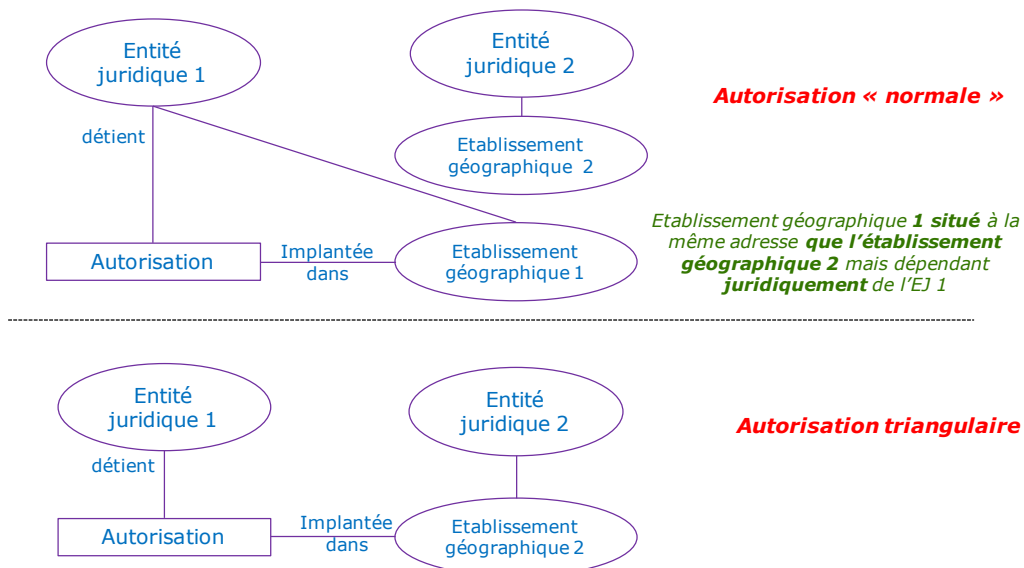 Entité
juridique 1
Entité
juridique 2
Autorisation « normale »
détient
Etablissement
géographique 2
Etablissement géographique 1 situé à la
même adresse que l'établissement
géographique 2 mais dépendant
juridiquement de l'EJ 1
Autorisation
Implantée
dans
Etablissement
géographique 1
Entité
juridique 1
Entité
juridique 2
Autorisation triangulaire
détient
Autorisation
Implantée
dans
Etablissement
géographique 2